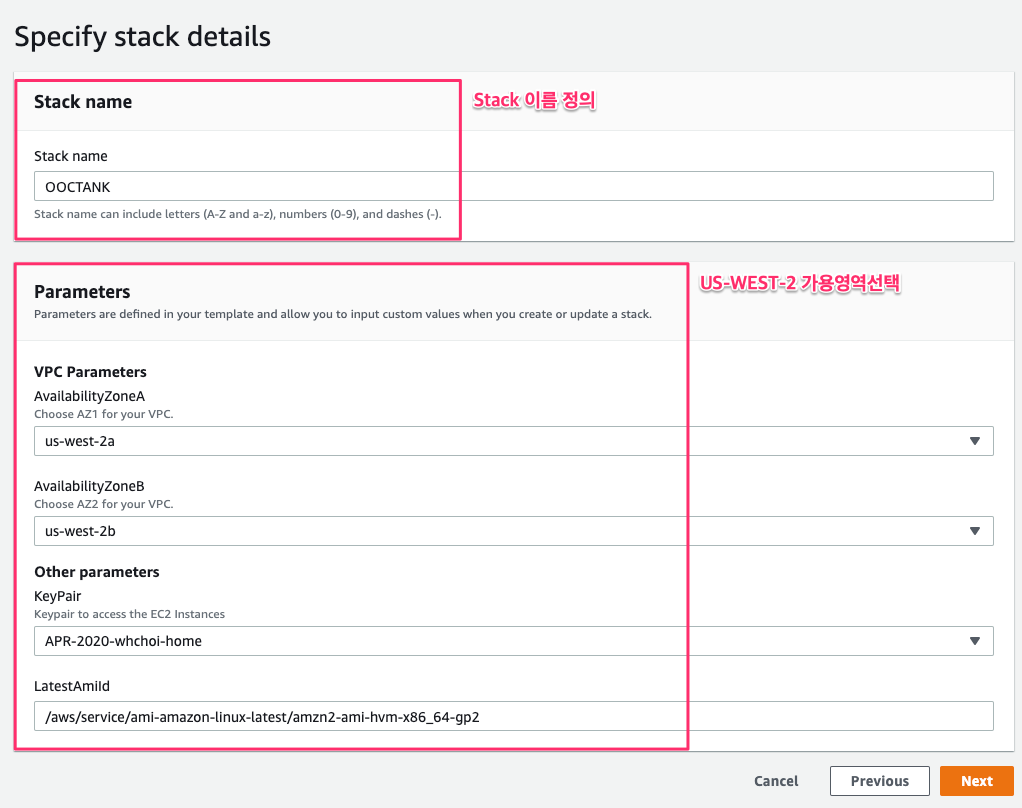 Specify stack details
Stack name
Stack 이름 정의
Stack name
OOCTANK
Stack name can include letters (A-Z and a-z), numbers (0-9), and dashes (-).
Parameters
US-WEST-2 가용영역선택
Parameters are defined in your template and allow you to input custom values when you create or update a stack.
VPC Parameters
AvailabilityZoneA
Choose AZ1 for your VPC.
us-west-2a
AvailabilityZoneB
Choose AZ2 for your VPC.
us-west-2b
Other parameters
KeyPair
Keypair to access the EC2 Instances
APR-2020-whchoi-home
LatestAmiId
/aws/service/ami-amazon-linux-latest/amzn2-ami-hvm-x86_64-gp2
Cancel
Previous
Next